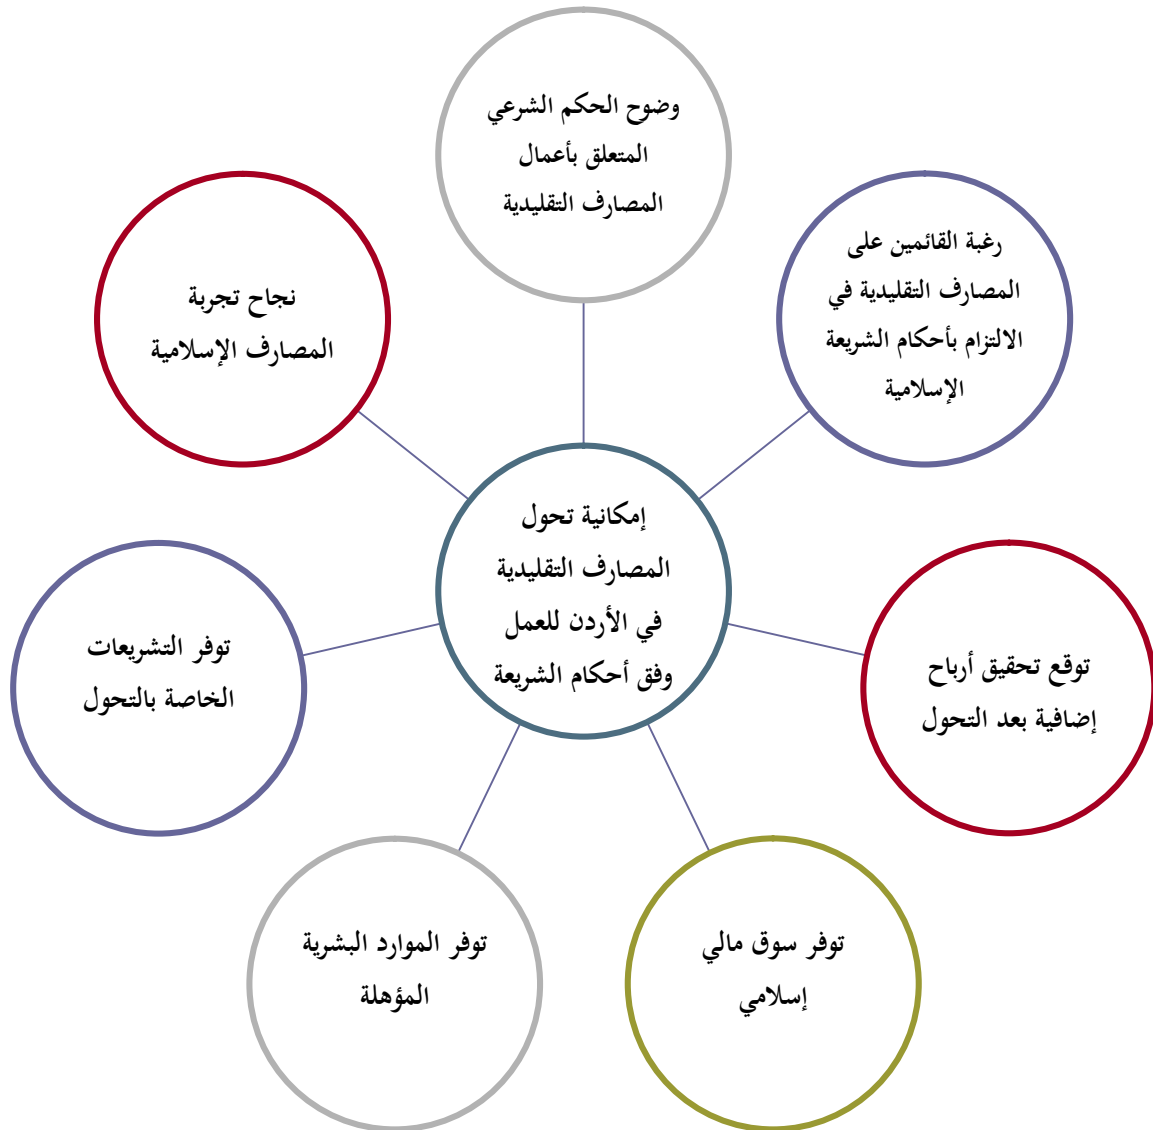 وضوح الحكم الشرعي
المتعلق بأعمال
المصارف التقليدية
رغبة القائمين على
المصارف التقليدية في
الالتزام بأحكام الشريعة
الإسلامية
نجاح تجربة
المصارف الإسلامية
إمكانية تحول
المصارف التقليدية
في الأردن للعمل
وفق أحكام الشريعة
توقع تحقيق أرباح
إضافية بعد التحول
توفر التشريعات
الخاصة بالتحول
توفر سوق مالي
إسلامي
توفر الموارد البشرية
المؤهلة